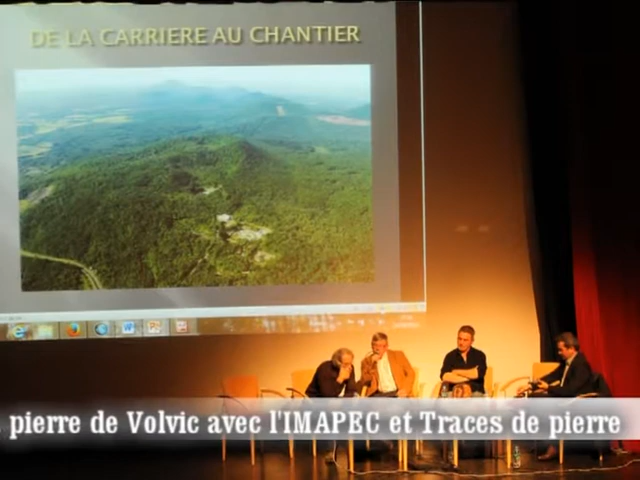 DE LA CARRIERE AU CHANTIER
pierre de Volvic avec l'IMAPEC et Traces de pierre